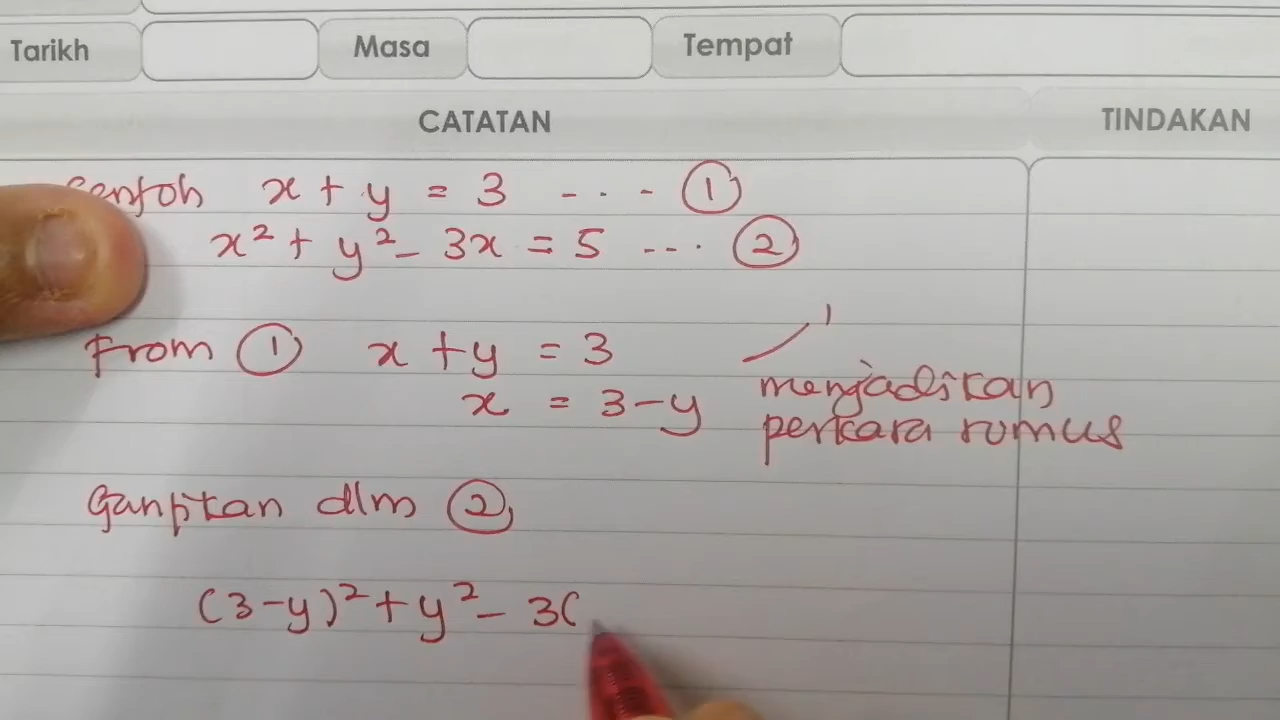 Tarikh Masa Tempat
CATATAN TINDAKAN
x + y = 3 --- ①
x² + y² - 3x = 5 --- ②
From ① x + y = 3
x = 3 - y
menjadikan
perkara rumus
Gantikan dlm ②,
(3-y)² + y² - 3(